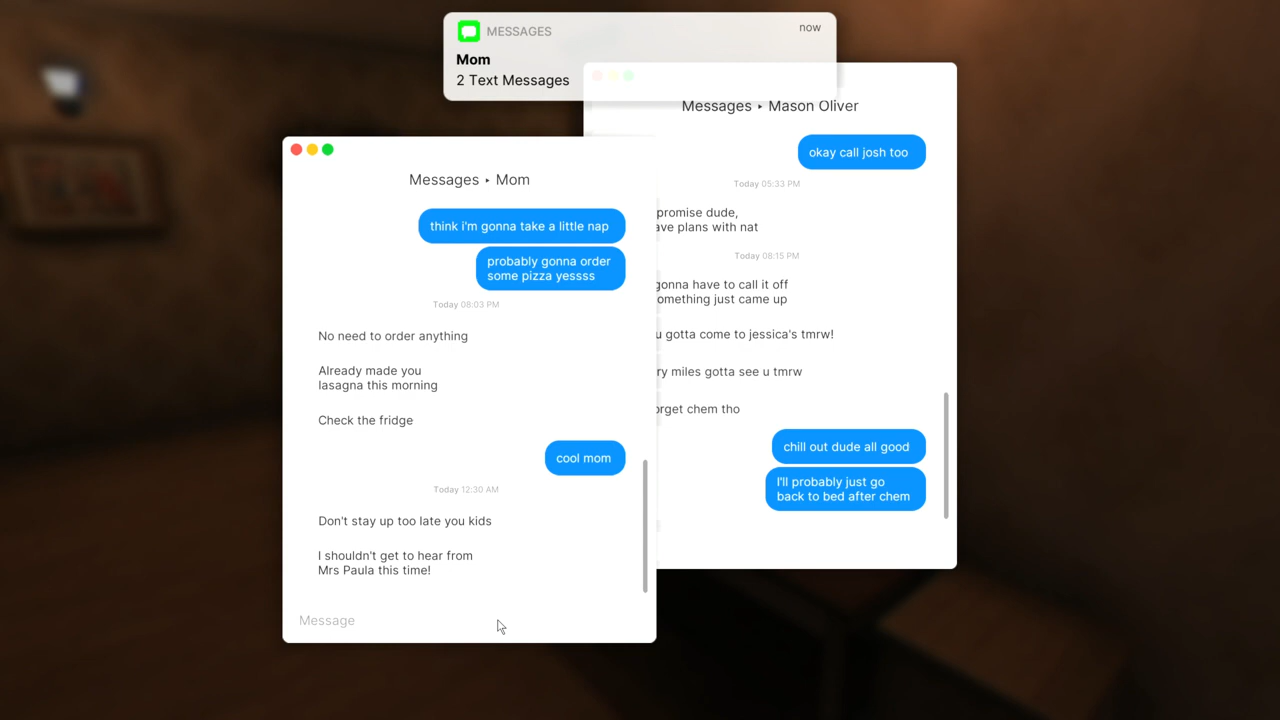 MESSAGES
now
Mom
2 Text Messages
Messages ‣ Mason Oliver
okay call josh too
Today 05:33 PM
promise dude,
plans with nat
Today 08:15 PM
gonna have to call it off
just came up
gotta come to jessica's tmrw!
miles gotta see u tmrw
chem tho
chill out dude all good
I'll probably just go
back to bed after chem
Messages ‣ Mom
think i'm gonna take a little nap
probably gonna order
some pizza yessss
Today 08:03 PM
No need to order anything
Already made you
lasagna this morning
Check the fridge
cool mom
Today 12:30 AM
Don't stay up too late you kids
I shouldn't get to hear from
Mrs Paula this time!
Message